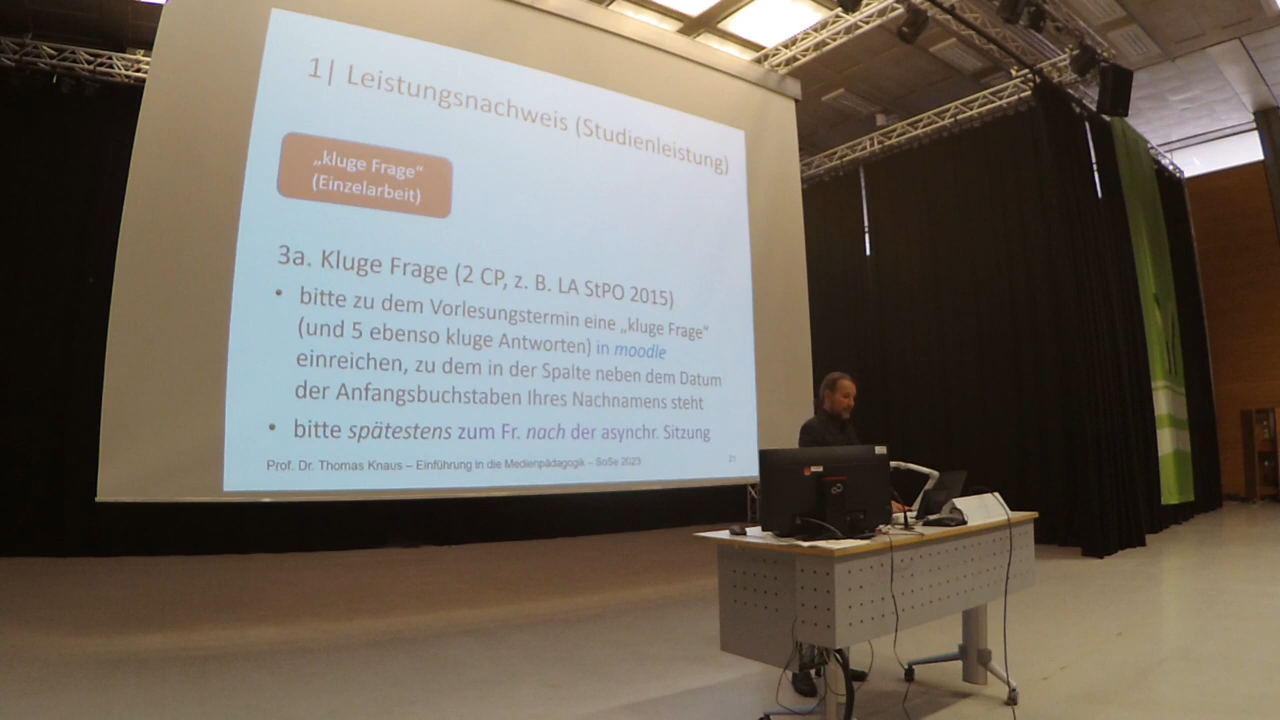 1| Leistungsnachweis (Studienleistung)
„kluge Frage“
(Einzelarbeit)
3a. Kluge Frage (2 CP, z. B. LA StPO 2015)
• bitte zu dem Vorlesungstermin eine „kluge Frage“
(und 5 ebenso kluge Antworten) in moodle
einreichen, zu dem in der Spalte neben dem Datum
der Anfangsbuchstaben Ihres Nachnamens steht
• bitte spätestens zum Fr. nach der asynchr. Sitzung
Prof. Dr. Thomas Knaus – Einführung in die Medienpädagogik – SoSe 2023